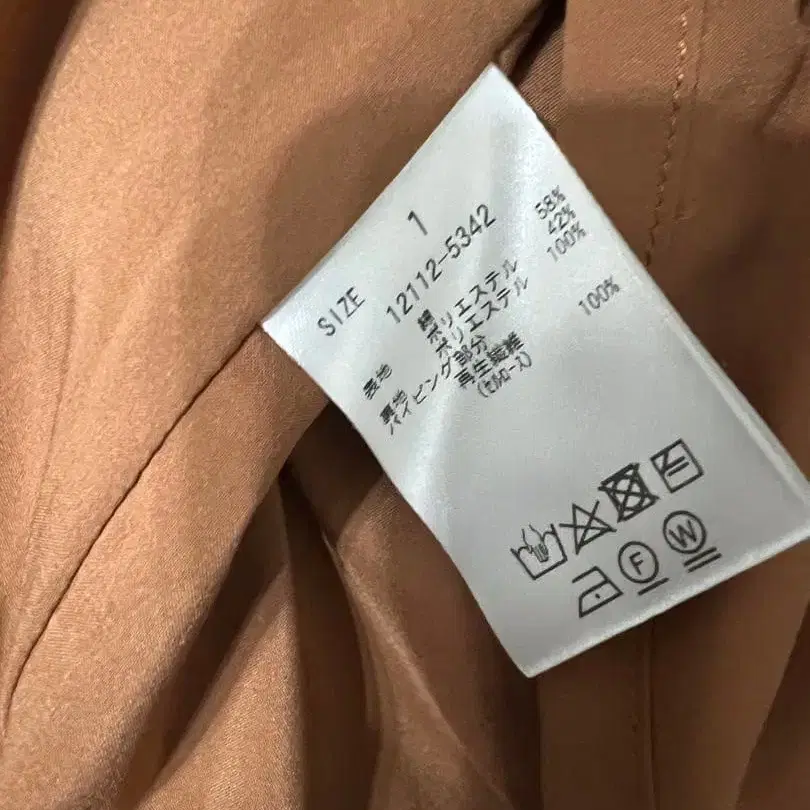 SIZE 1
12112-5342
表地 綿 58%
ポリエステル 42%
裏地 ポリエステル 100%
パイピング部分
再生繊維 100%
(セルロース)
F W